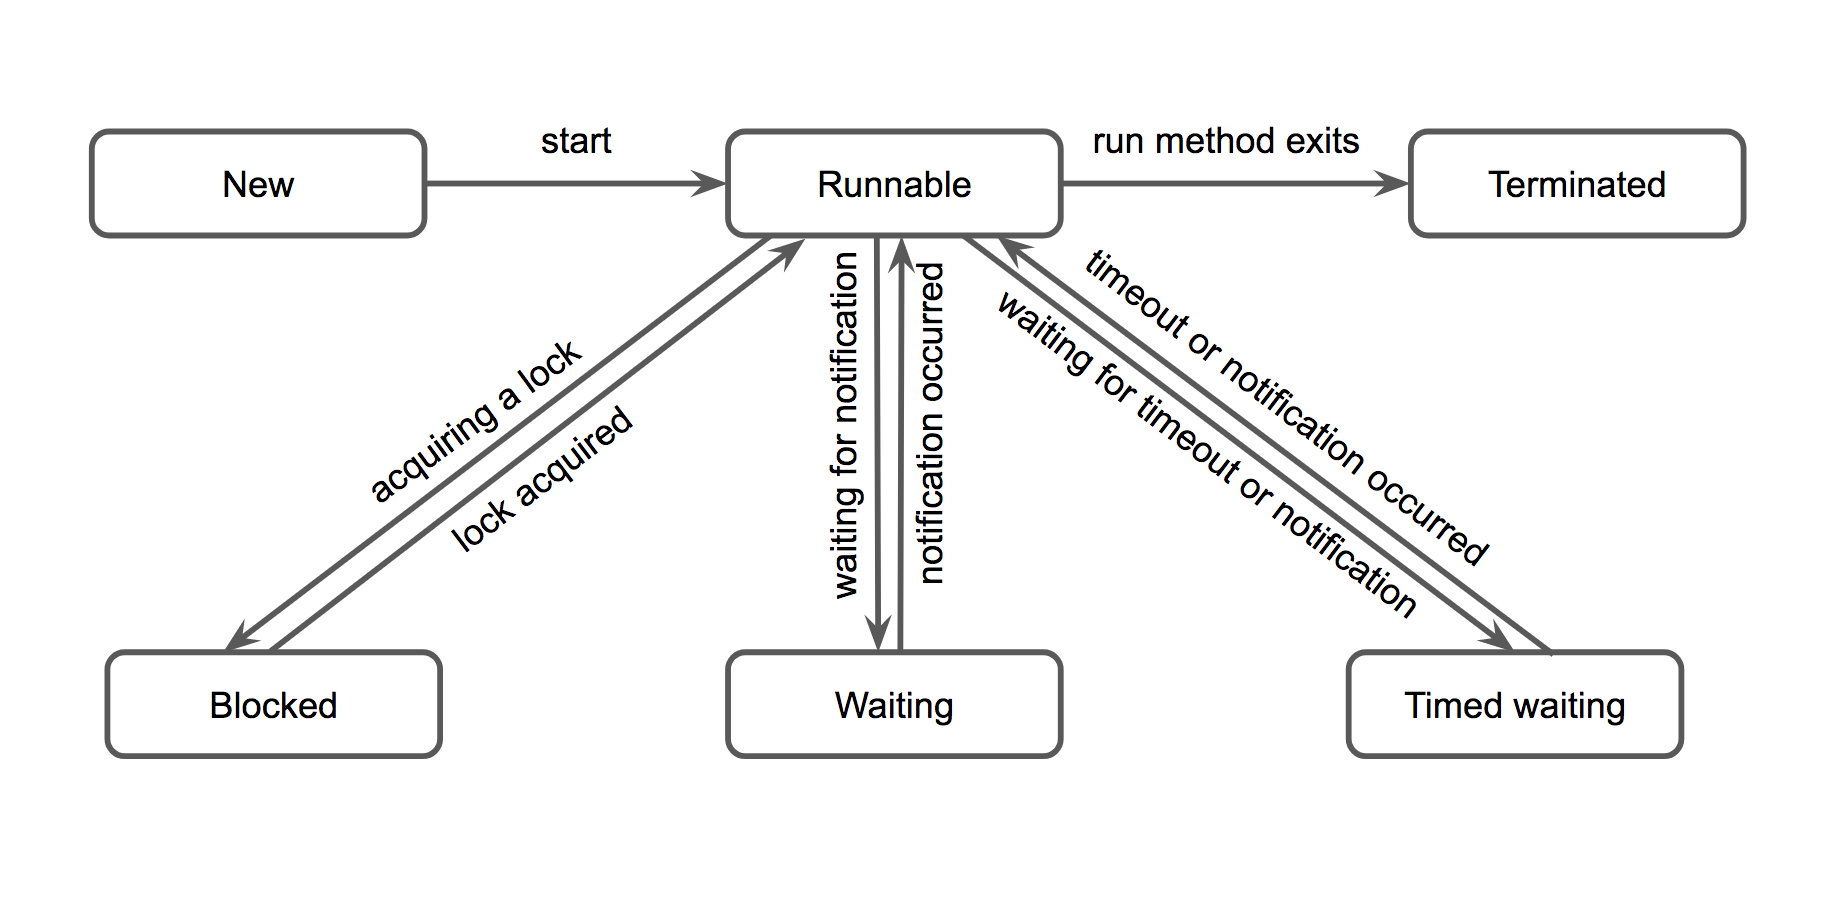 New
start
Runnable
run method exits
Terminated
acquiring a lock
lock acquired
waiting for notification
notification occurred
timeout or notification occurred
waiting for timeout or notification
Blocked
Waiting
Timed waiting